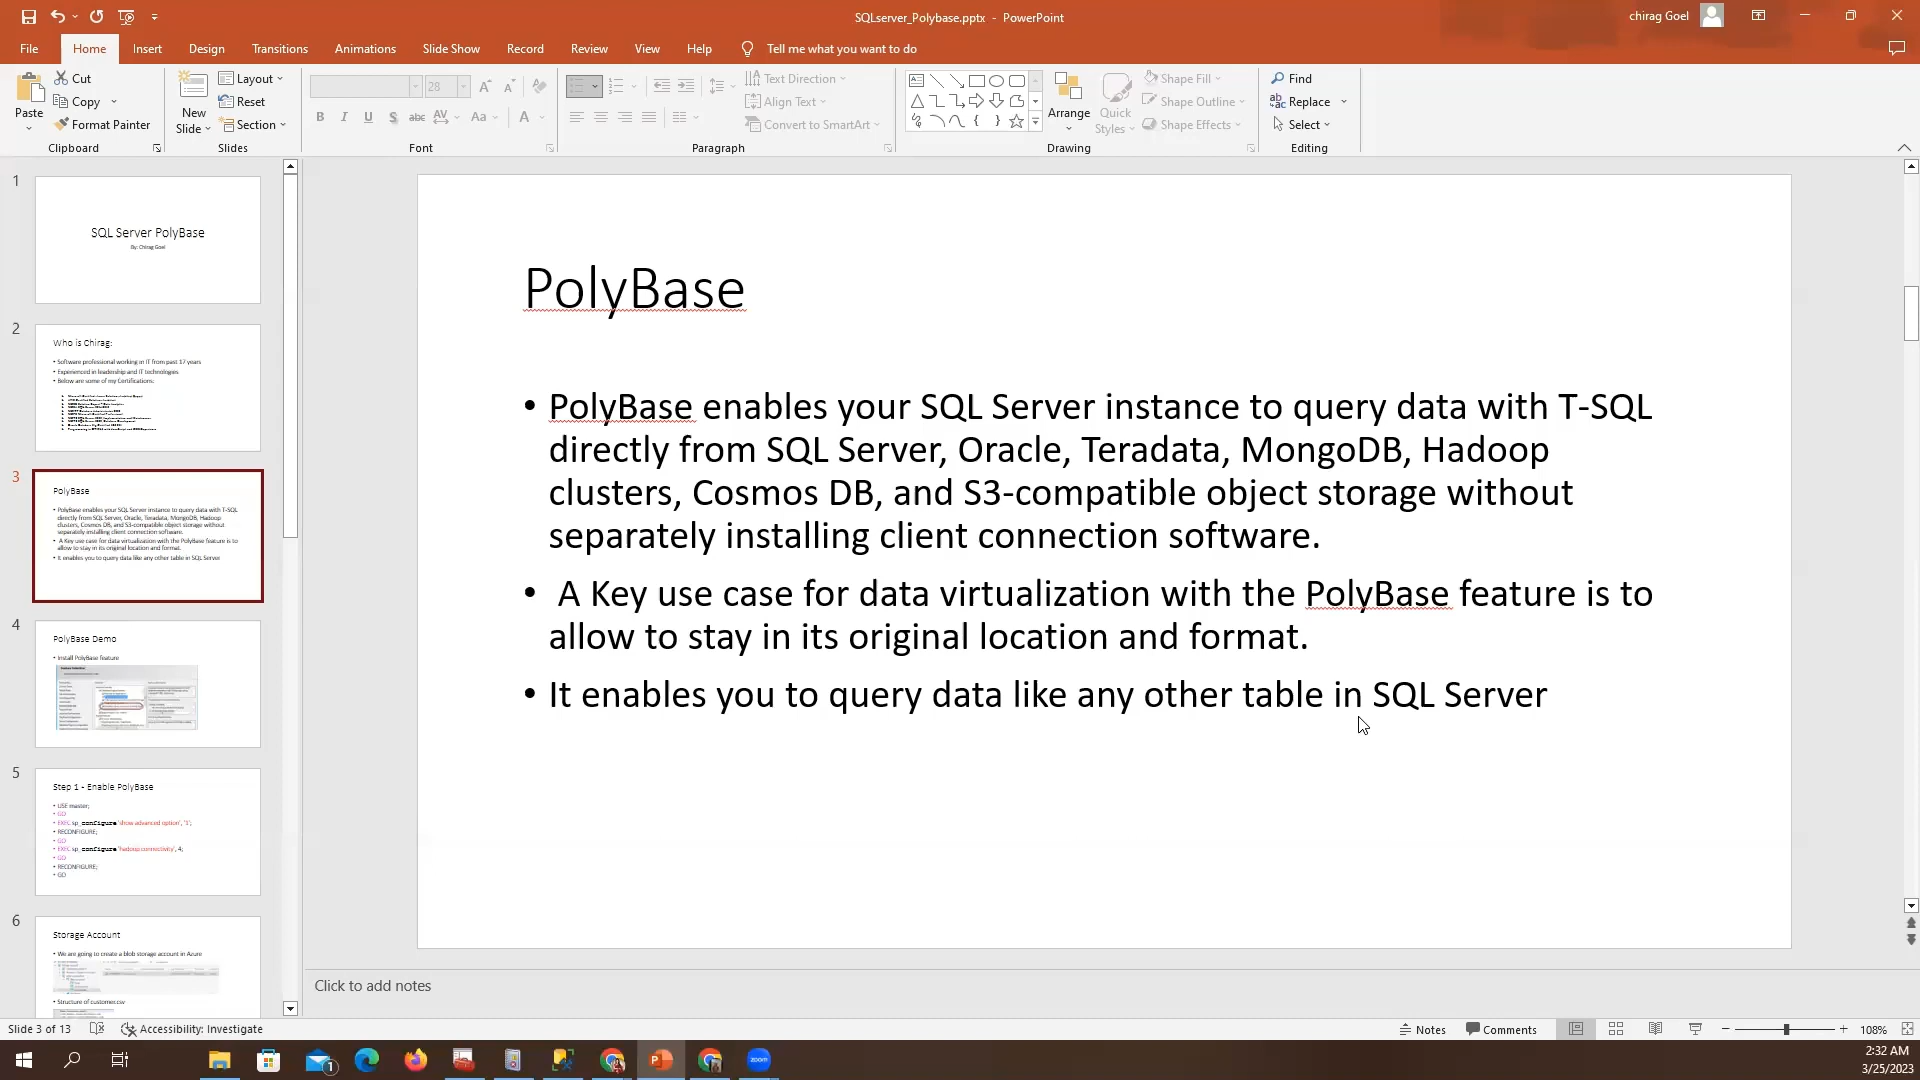 SQLserver_Polybase.pptx - PowerPoint
chirag Goel
File Home Insert Design Transitions Animations Slide Show Record Review View Help Tell me what you want to do
Paste
Cut
Copy
Format Painter
Clipboard
New
Slide
Layout
Reset
Section
Slides
28
B I U S abc AV Aa A
Font
Text Direction
Align Text
Convert to SmartArt
Paragraph
Arrange
Quick
Styles
Shape Fill
Shape Outline
Shape Effects
Drawing
Find
Replace
Select
Editing
1
SQL Server PolyBase
By: Chirag Goel
2
Who is Chirag:
• Software professional working in IT from past 17 years
• Experienced in leadership and IT technologies
• Below are some of my Certifications:
3
PolyBase
• PolyBase enables your SQL Server instance to query data with T-SQL
directly from SQL Server, Oracle, Teradata, MongoDB, Hadoop
clusters, Cosmos DB, and S3-compatible object storage without
separately installing client connection software.
• A Key use case for data virtualization with the PolyBase feature is to
allow to stay in its original location and format.
• It enables you to query data like any other table in SQL Server
4
PolyBase Demo
• Install PolyBase feature
5
Step 1 - Enable PolyBase
• USE master;
• GO
• EXEC sp_configure 'show advanced option', '1';
• RECONFIGURE;
• GO
• EXEC sp_configure 'hadoop connectivity', 4;
• GO
• RECONFIGURE;
• GO
6
Storage Account
• We are going to create a blob storage account in Azure
• Structure of customer.csv
PolyBase
• PolyBase enables your SQL Server instance to query data with T-SQL
directly from SQL Server, Oracle, Teradata, MongoDB, Hadoop
clusters, Cosmos DB, and S3-compatible object storage without
separately installing client connection software.
• A Key use case for data virtualization with the PolyBase feature is to
allow to stay in its original location and format.
• It enables you to query data like any other table in SQL Server
Click to add notes
Slide 3 of 13 Accessibility: Investigate
Notes Comments 108%
zoom
2:32 AM
3/25/2023